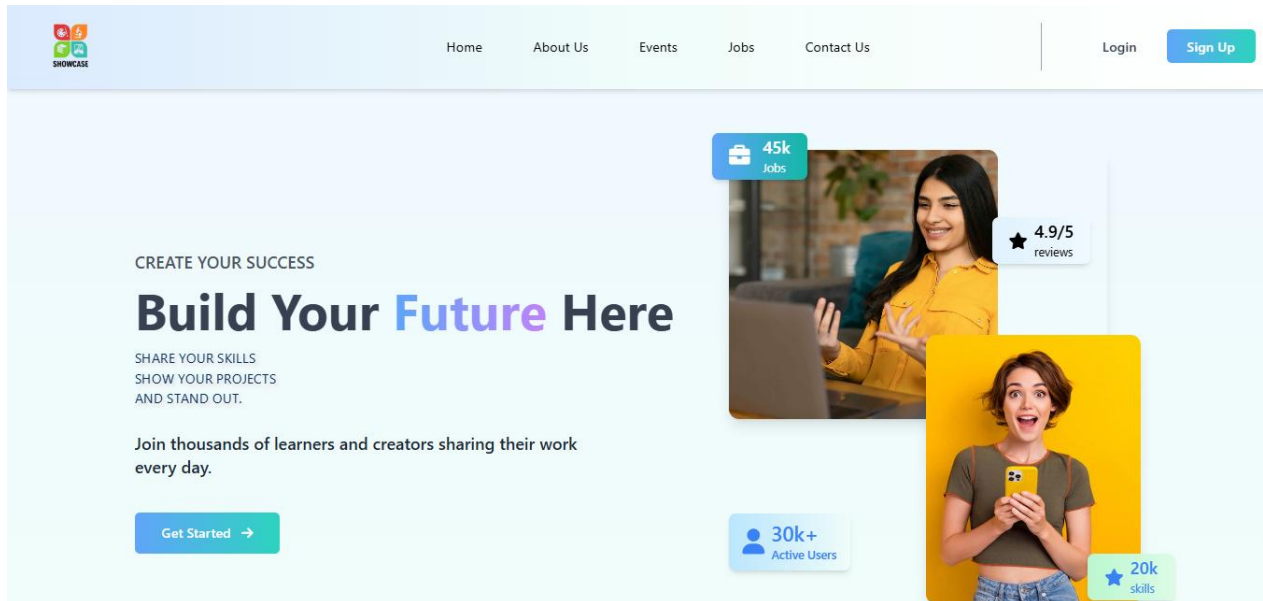 SHOWCASE
Home
About Us
Events
Jobs
Contact Us
Login
Sign Up
CREATE YOUR SUCCESS
Build Your Future Here
SHARE YOUR SKILLS
SHOW YOUR PROJECTS
AND STAND OUT.
Join thousands of learners and creators sharing their work
every day.
Get Started →
45k
Jobs
4.9/5
reviews
30k+
Active Users
20k
skills